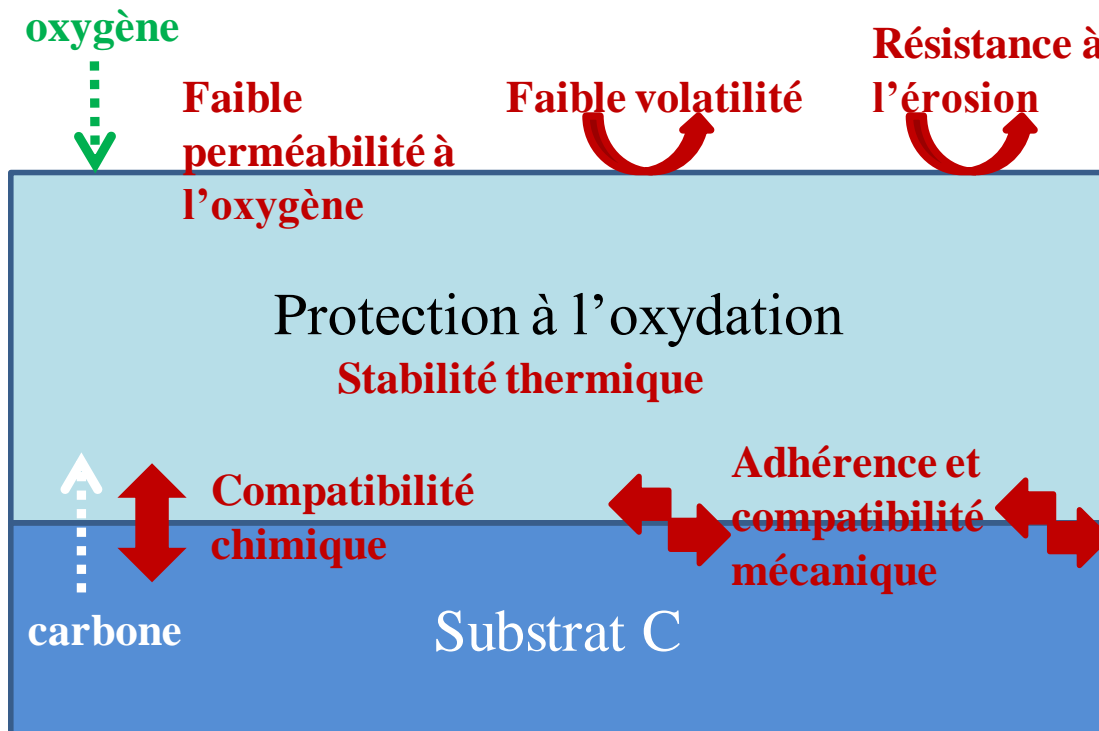 oxygène
Faible
perméabilité à
l’oxygène
Faible volatilité
Résistance à
l’érosion
Protection à l’oxydation
Stabilité thermique
Compatibilité
chimique
Adhérence et
compatibilité
mécanique
carbone
Substrat C